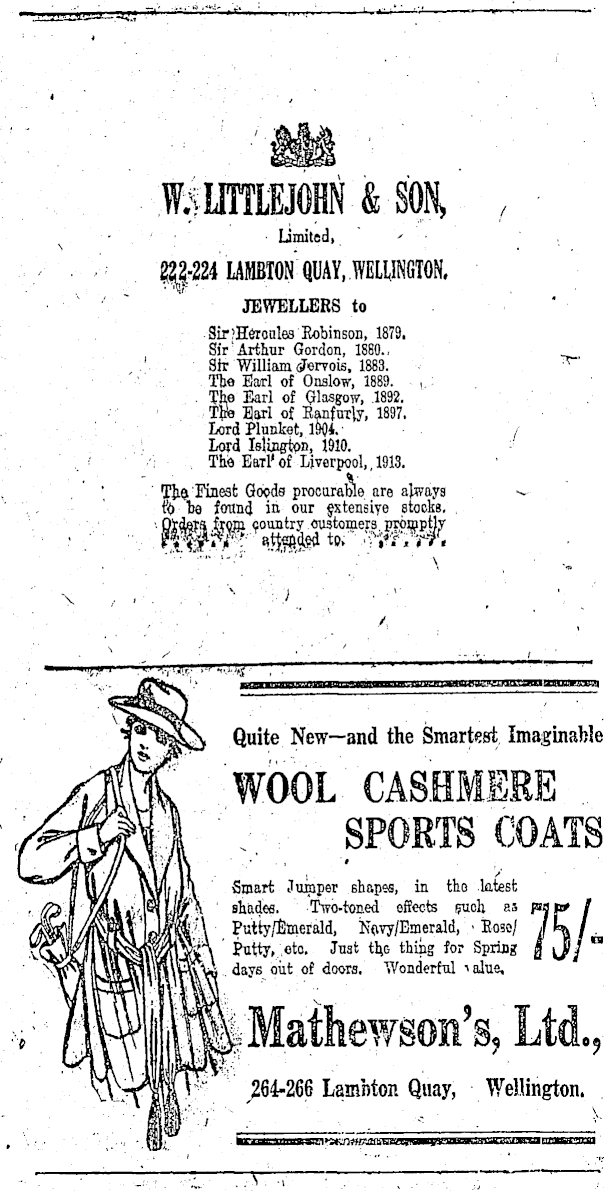 W. LITTLEJOHN & SON,
Limited,
222-224 LAMBTON QUAY, WELLINGTON.
JEWELLERS to
Sir Hercules Robinson, 1879.
Sir Arthur Gordon, 1880.
Sir William Jervois, 1883.
The Earl of Onslow, 1889.
The Earl of Glasgow, 1892.
The Earl of Ranfurly, 1897.
Lord Plunket, 1904.
Lord Islington, 1910.
The Earl of Liverpool, 1913.
The Finest Goods procurable are always
to be found in our extensive stocks.
Orders from country customers promptly
attended to.
Quite New—and the Smartest Imaginable
WOOL CASHMERE
SPORTS COATS
Smart Jumper shapes, in the latest
shades. Two-toned effects such as
Putty/Emerald, Navy/Emerald, Rose/
Putty, etc. Just the thing for Spring
days out of doors. Wonderful value.
75/-
Mathewson's, Ltd.,
264-266 Lambton Quay, Wellington.